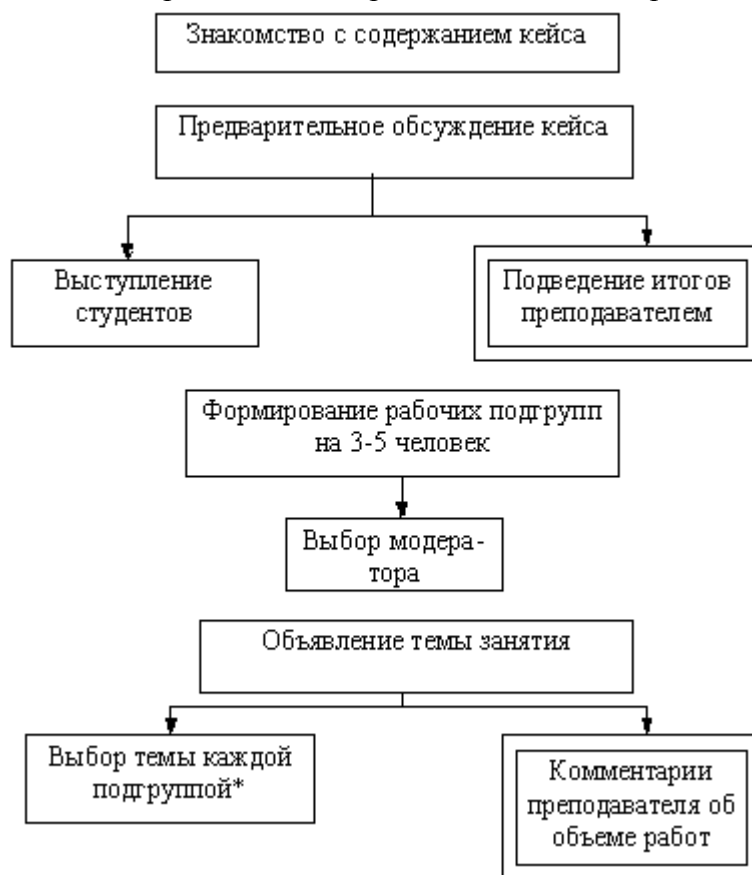 Знакомство с содержанием кейса
Предварительное обсуждение кейса
Выступление
студентов
Подведение итогов
преподавателем
Формирование рабочих подгрупп
на 3-5 человек
Выбор модера-
тора
Объявление темы занятия
Выбор темы каждой
подгруппой*
Комментарии
преподавателя об
объеме работ